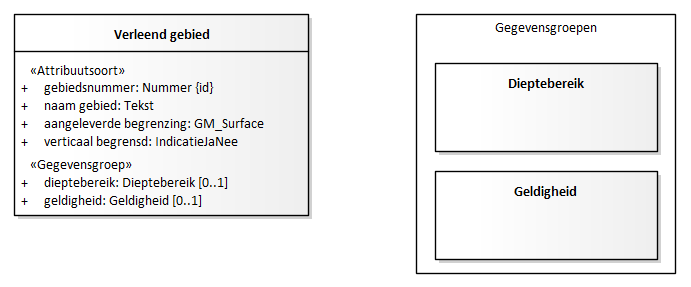 Verleend gebied
«Attribuutsoort»
+ gebiedsnummer: Nummer {id}
+ naam gebied: Tekst
+ aangeleverde begrenzing: GM_Surface
+ verticaal begrensd: IndicatieJaNee
«Gegevensgroep»
+ dieptebereik: Dieptebereik [0..1]
+ geldigheid: Geldigheid [0..1]
Gegevensgroepen
Dieptebereik
Geldigheid